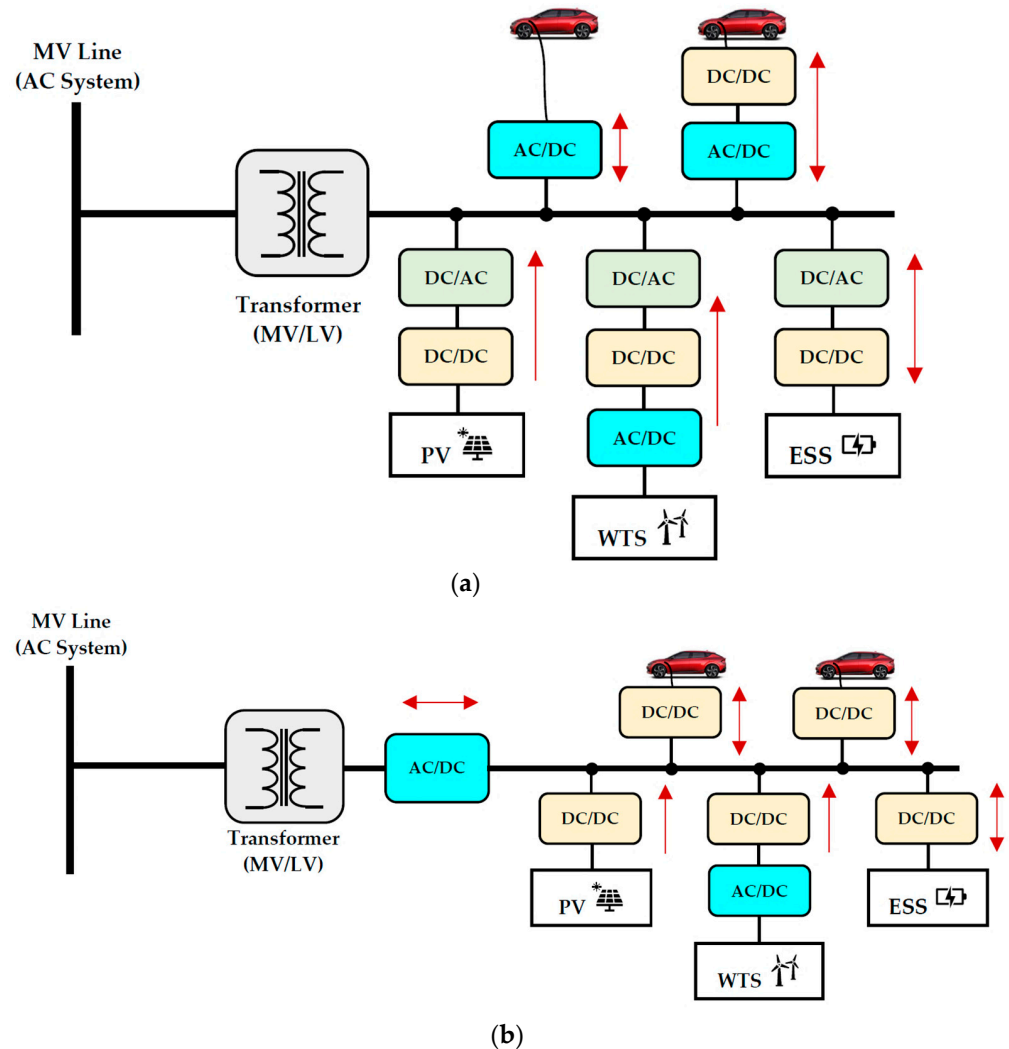 MV Line
(AC System)
DC/DC
AC/DC
AC/DC
Transformer
(MV/LV)
DC/AC
DC/AC
DC/AC
DC/DC
DC/DC
DC/DC
PV
AC/DC
ESS
WTS
(a)
MV Line
(AC System)
DC/DC
DC/DC
AC/DC
Transformer
(MV/LV)
DC/DC
DC/DC
DC/DC
PV
AC/DC
ESS
WTS
(b)